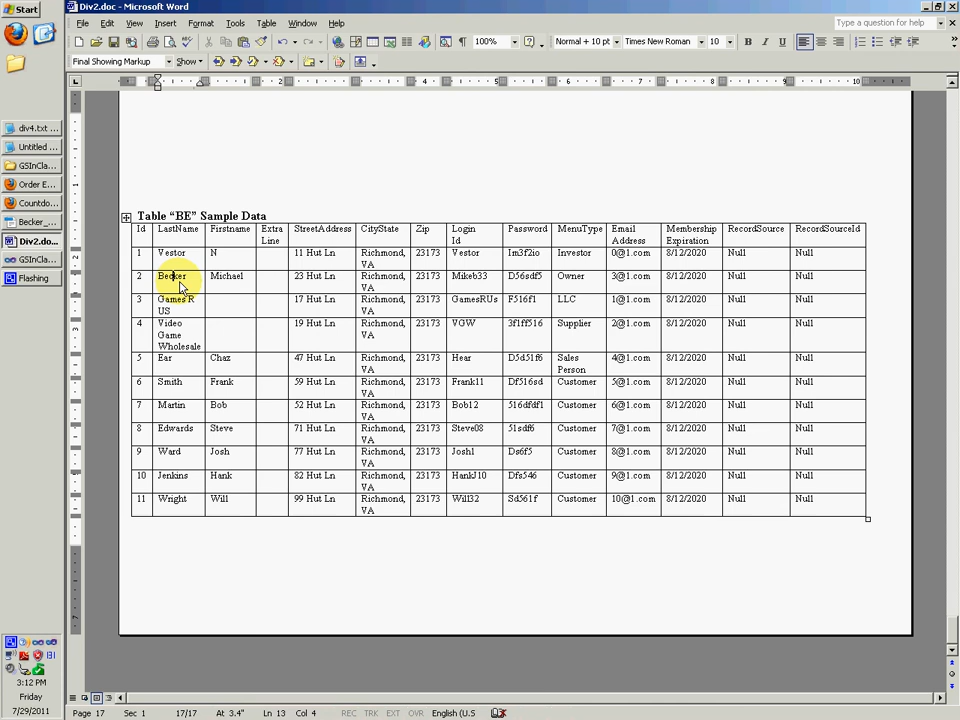 Start
Div2.doc - Microsoft Word
File Edit View Insert Format Tools Table Window Help
Type a question for help
100% Normal + 10 pt Times New Roman 10 B I U
Final Showing Markup Show
div4.txt ...
Untitled ...
GSInCla...
Order E...
Countdo...
Becker_...
Div2.do...
GSInCla...
Flashing
3:12 PM
Friday
7/29/2011
Table “BE” Sample Data
Id LastName Firstname Extra Line StreetAddress CityState Zip Login Id Password MenuType Email Address Membership Expiration RecordSource RecordSourceId
1 Vestor N 11 Hut Ln Richmond, VA 23173 Vestor Im3f2io Investor 0@1.com 8/12/2020 Null Null
2 Becker Michael 23 Hut Ln Richmond, VA 23173 Mikeb33 D56sdf5 Owner 3@1.com 8/12/2020 Null Null
3 Games R US 17 Hut Ln Richmond, VA 23173 GamesRUs F516f1 LLC 1@1.com 8/12/2020 Null Null
4 Video Game Wholesale 19 Hut Ln Richmond, VA 23173 VGW 3f1ff516 Supplier 2@1.com 8/12/2020 Null Null
5 Ear Chaz 47 Hut Ln Richmond, VA 23173 Hear D5d51f6 Sales Person 4@1.com 8/12/2020 Null Null
6 Smith Frank 59 Hut Ln Richmond, VA 23173 Frank11 Df516sd Customer 5@1.com 8/12/2020 Null Null
7 Martin Bob 52 Hut Ln Richmond, VA 23173 Bob12 516dfdf1 Customer 6@1.com 8/12/2020 Null Null
8 Edwards Steve 71 Hut Ln Richmond, VA 23173 Steve08 51sdf6 Customer 7@1.com 8/12/2020 Null Null
9 Ward Josh 77 Hut Ln Richmond, VA 23173 Josh1 Ds6f5 Customer 8@1.com 8/12/2020 Null Null
10 Jenkins Hank 82 Hut Ln Richmond, VA 23173 HankJ10 Dfs546 Customer 9@1.com 8/12/2020 Null Null
11 Wright Will 99 Hut Ln Richmond, VA 23173 Will32 Sd561f Customer 10@1.com 8/12/2020 Null Null
Page 17 Sec 1 17/17 At 3.4" Ln 13 Col 4 REC TRK EXT OVR English (U.S